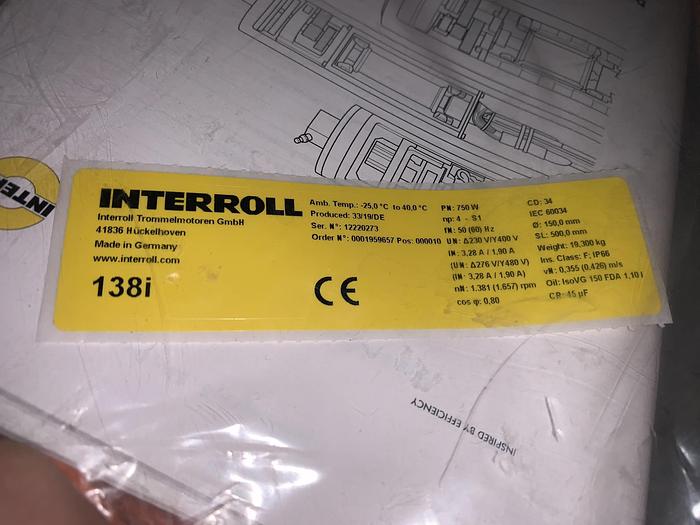 INTERROLL
Interroll Trommelmotoren GmbH
41836 Hückelhoven
Made in Germany
www.interroll.com
138i
Amb. Temp.: -25,0 °C to 40,0 °C
Produced: 33/19/DE
Ser. N°: 12220273
Order N°: 0001959657 Pos: 000010
CE
PN: 750 W
np: 4 - S1
fN: 50 (60) Hz
UN: Δ230 V/Y400 V
IN: 3,28 A / 1,90 A
(UN: Δ276 V/Y480 V)
(IN: 3,28 A / 1,90 A)
nN: 1.381 (1.657) rpm
cos φ: 0,80
CD: 34
IEC 60034
Ø: 150,0 mm
SL: 500,0 mm
Weight: 19,300 kg
Ins. Class: F; IP66
vN: 0,355 (0,426) m/s
Oil: IsoVG 150 FDA 1,10 l
CR: 45 µF
INTE
INSPIRED BY EFFICIENCY